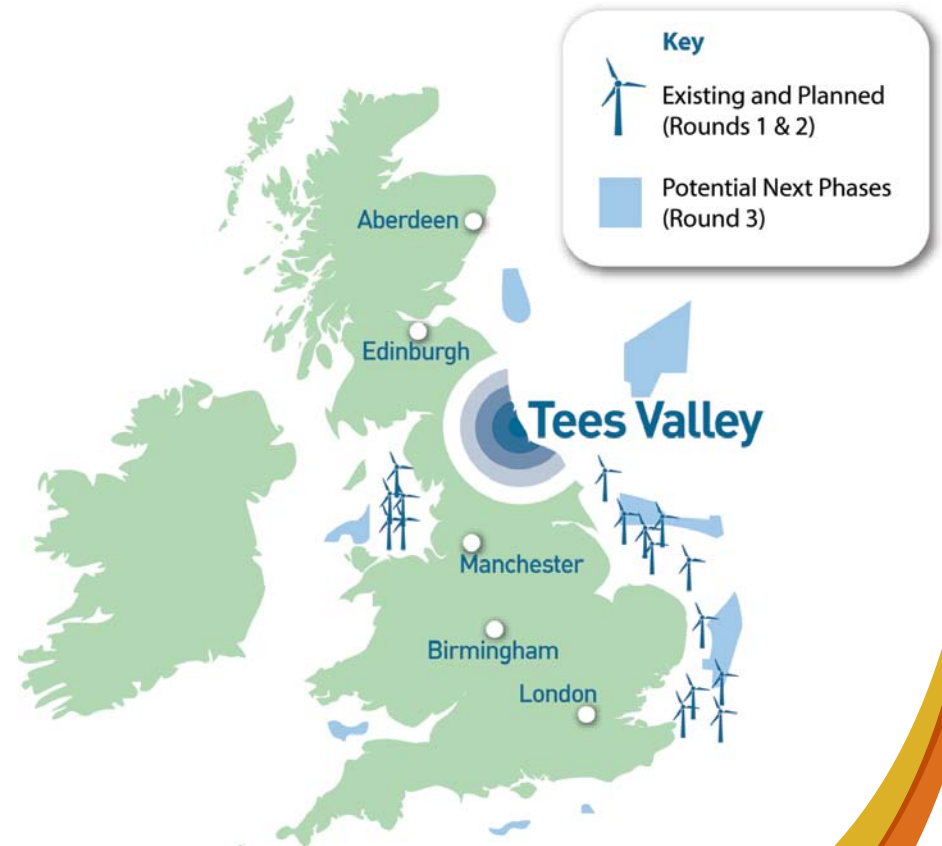 Key
Existing and Planned
(Rounds 1 & 2)
Potential Next Phases
(Round 3)
Aberdeen
Edinburgh
Tees Valley
Manchester
Birmingham
London